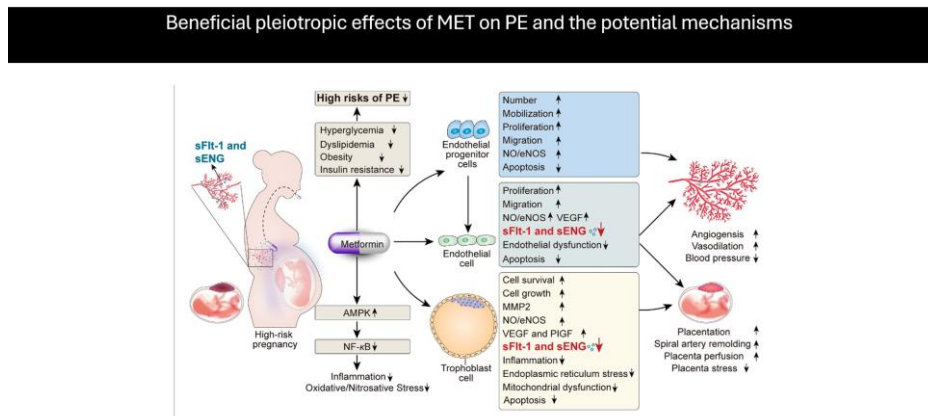 Beneficial pleiotropic effects of MET on PE and the potential mechanisms
High risks of PE ↓
Hyperglycemia ↓
Dyslipidemia ↓
Obesity ↓
Insulin resistance ↓
sFlt-1 and
sENG
High-risk
pregnancy
Metformin
AMPK ↑
NF-κB ↓
Inflammation ↓
Oxidative/Nitrosative Stress ↓
Endothelial
progenitor
cells
Endothelial
cell
Trophoblast
cell
Number ↑
Mobilization ↑
Proliferation ↑
Migration ↑
NO/eNOS ↑
Apoptosis ↓
Proliferation ↑
Migration ↑
NO/eNOS ↑ VEGF ↑
sFlt-1 and sENG ↓
Endothelial dysfunction ↓
Apoptosis ↓
Cell survival ↑
Cell growth ↑
MMP2 ↑
NO/eNOS ↑
VEGF and PIGF ↑
sFlt-1 and sENG ↓
Inflammation ↓
Endoplasmic reticulum stress ↓
Mitochondrial dysfunction ↓
Apoptosis ↓
Angiogensis ↑
Vasodilation ↑
Blood pressure ↓
Placentation ↑
Spiral artery remolding ↑
Placenta perfusion ↑
Placenta stress ↓